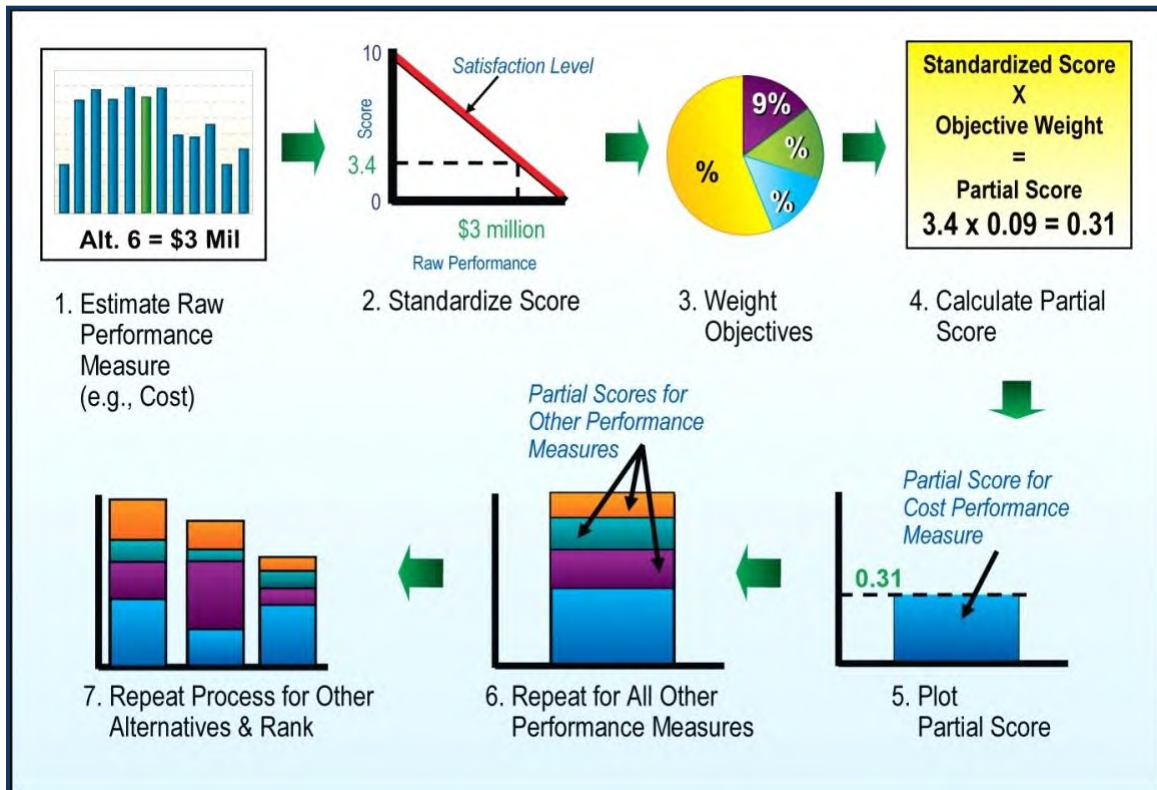 Alt. 6 = $3 Mil
1. Estimate Raw
Performance
Measure
(e.g., Cost)
10
Satisfaction Level
Score
3.4
0
$3 million
Raw Performance
2. Standardize Score
9%
%
%
%
3. Weight
Objectives
Standardized Score
X
Objective Weight
=
Partial Score
3.4 x 0.09 = 0.31
4. Calculate Partial
Score
Partial Score for
Cost Performance
Measure
0.31
5. Plot
Partial Score
Partial Scores for
Other Performance
Measures
6. Repeat for All Other
Performance Measures
7. Repeat Process for Other
Alternatives & Rank